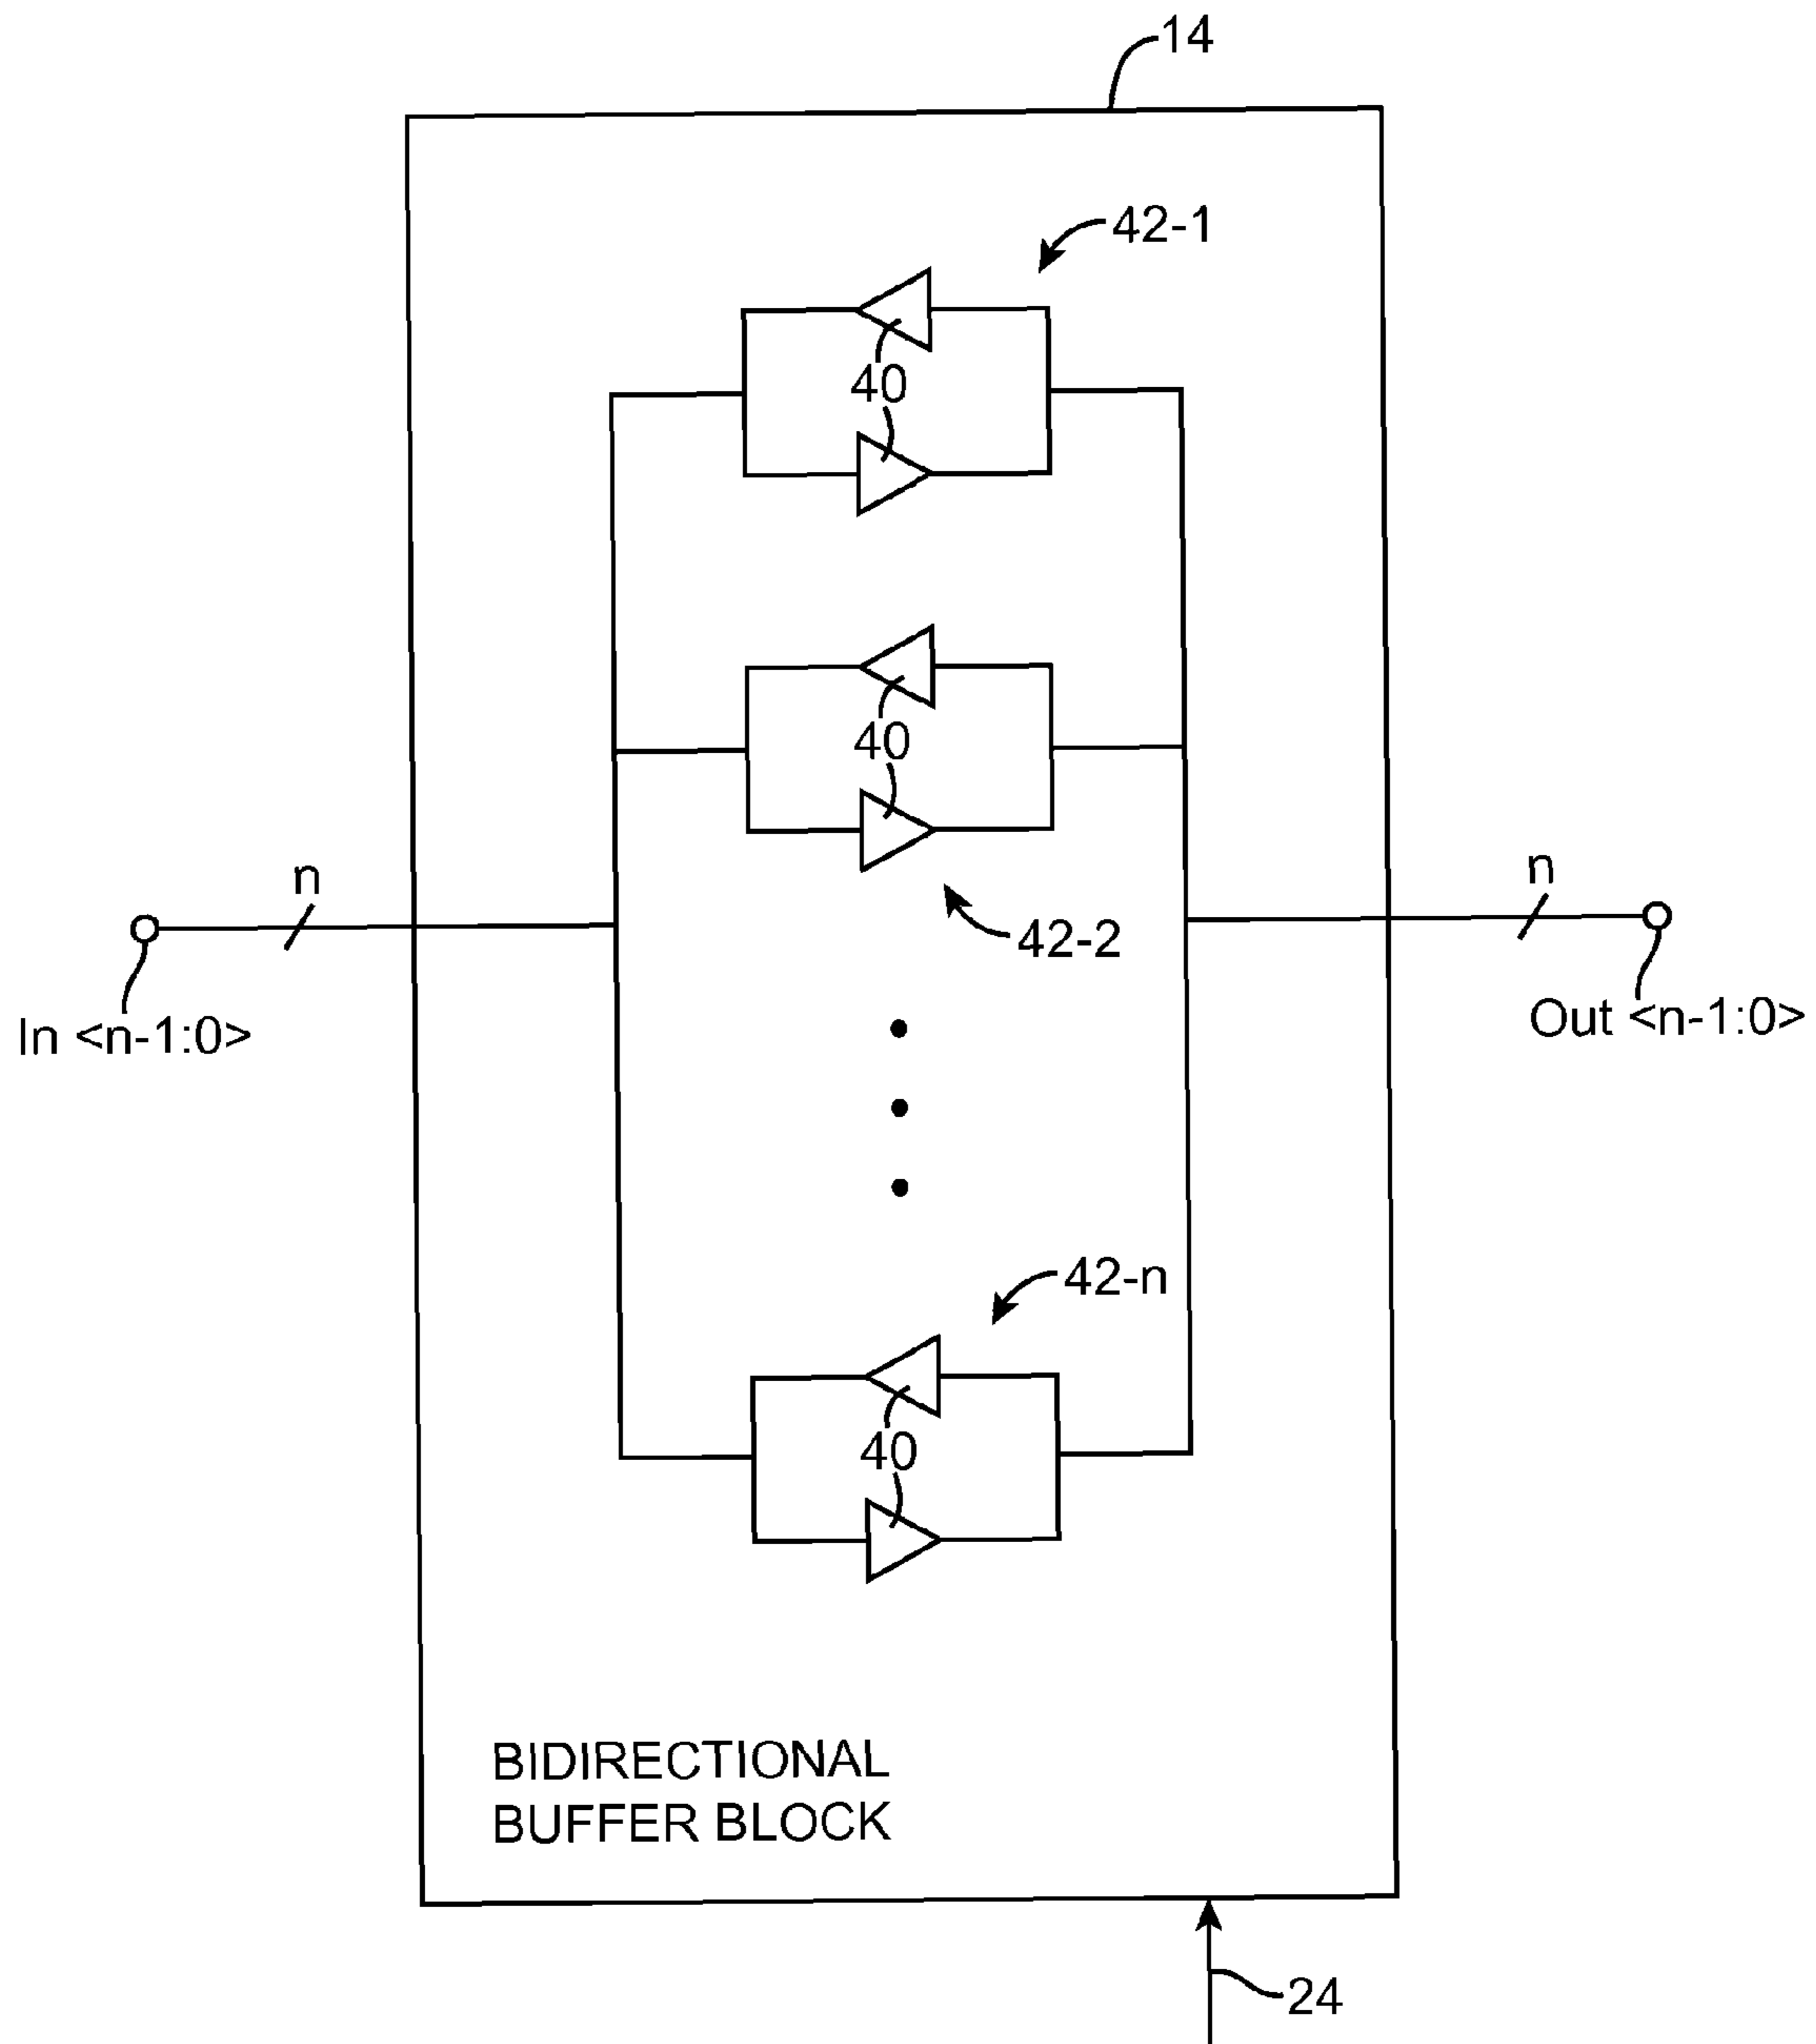 14
42-1
40
40
n
n
42-2
In <n-1:0>
Out <n-1:0>
42-n
40
BIDIRECTIONAL
BUFFER BLOCK
24